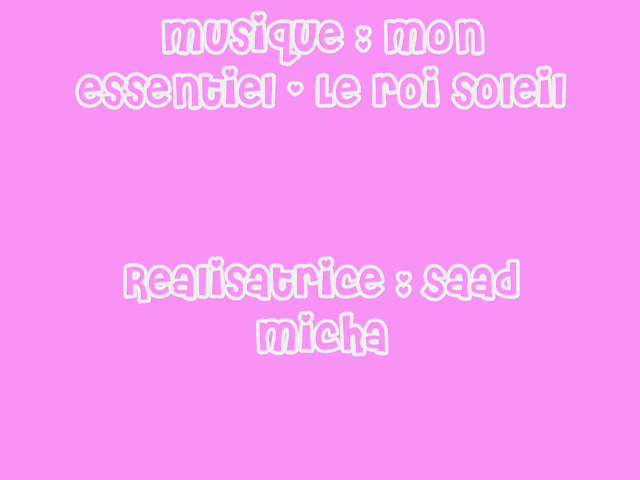 musique : mon
essentiel - Le roi soleil
Realisatrice : saad
micha